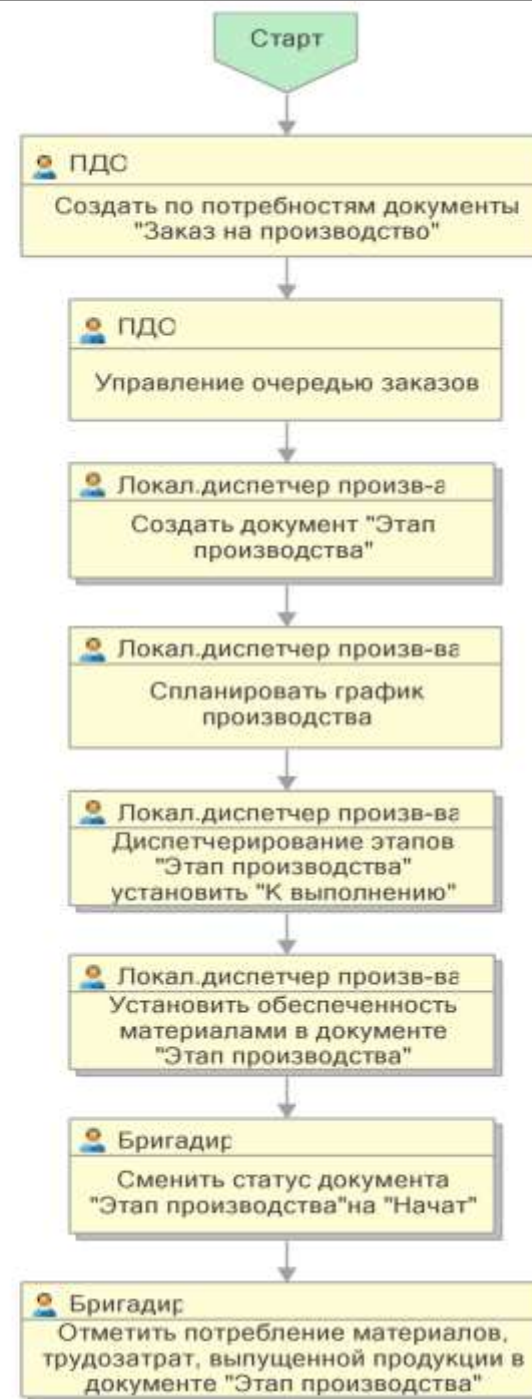 Старт
ПДО
Создать по потребностям документы
"Заказ на производство"
ПДО
Управление очередью заказов
Локал.диспетчер произв-а
Создать документ "Этап
производства"
Локал.диспетчер произв-ва
Спланировать график
производства
Локал.диспетчер произв-ва
Диспетчерирование этапов
"Этап производства"
установить "К выполнению"
Локал.диспетчер произв-ва
Установить обеспеченность
материалами в документе
"Этап производства"
Бригадир
Сменить статус документа
"Этап производства"на "Начат"
Бригадир
Отметить потребление материалов,
трудозатрат, выпущенной продукции в
документе "Этап производства"